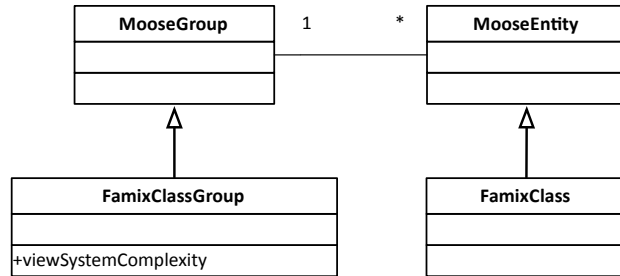 MooseGroup 1 * MooseEntity
FamixClassGroup FamixClass
+viewSystemComplexity